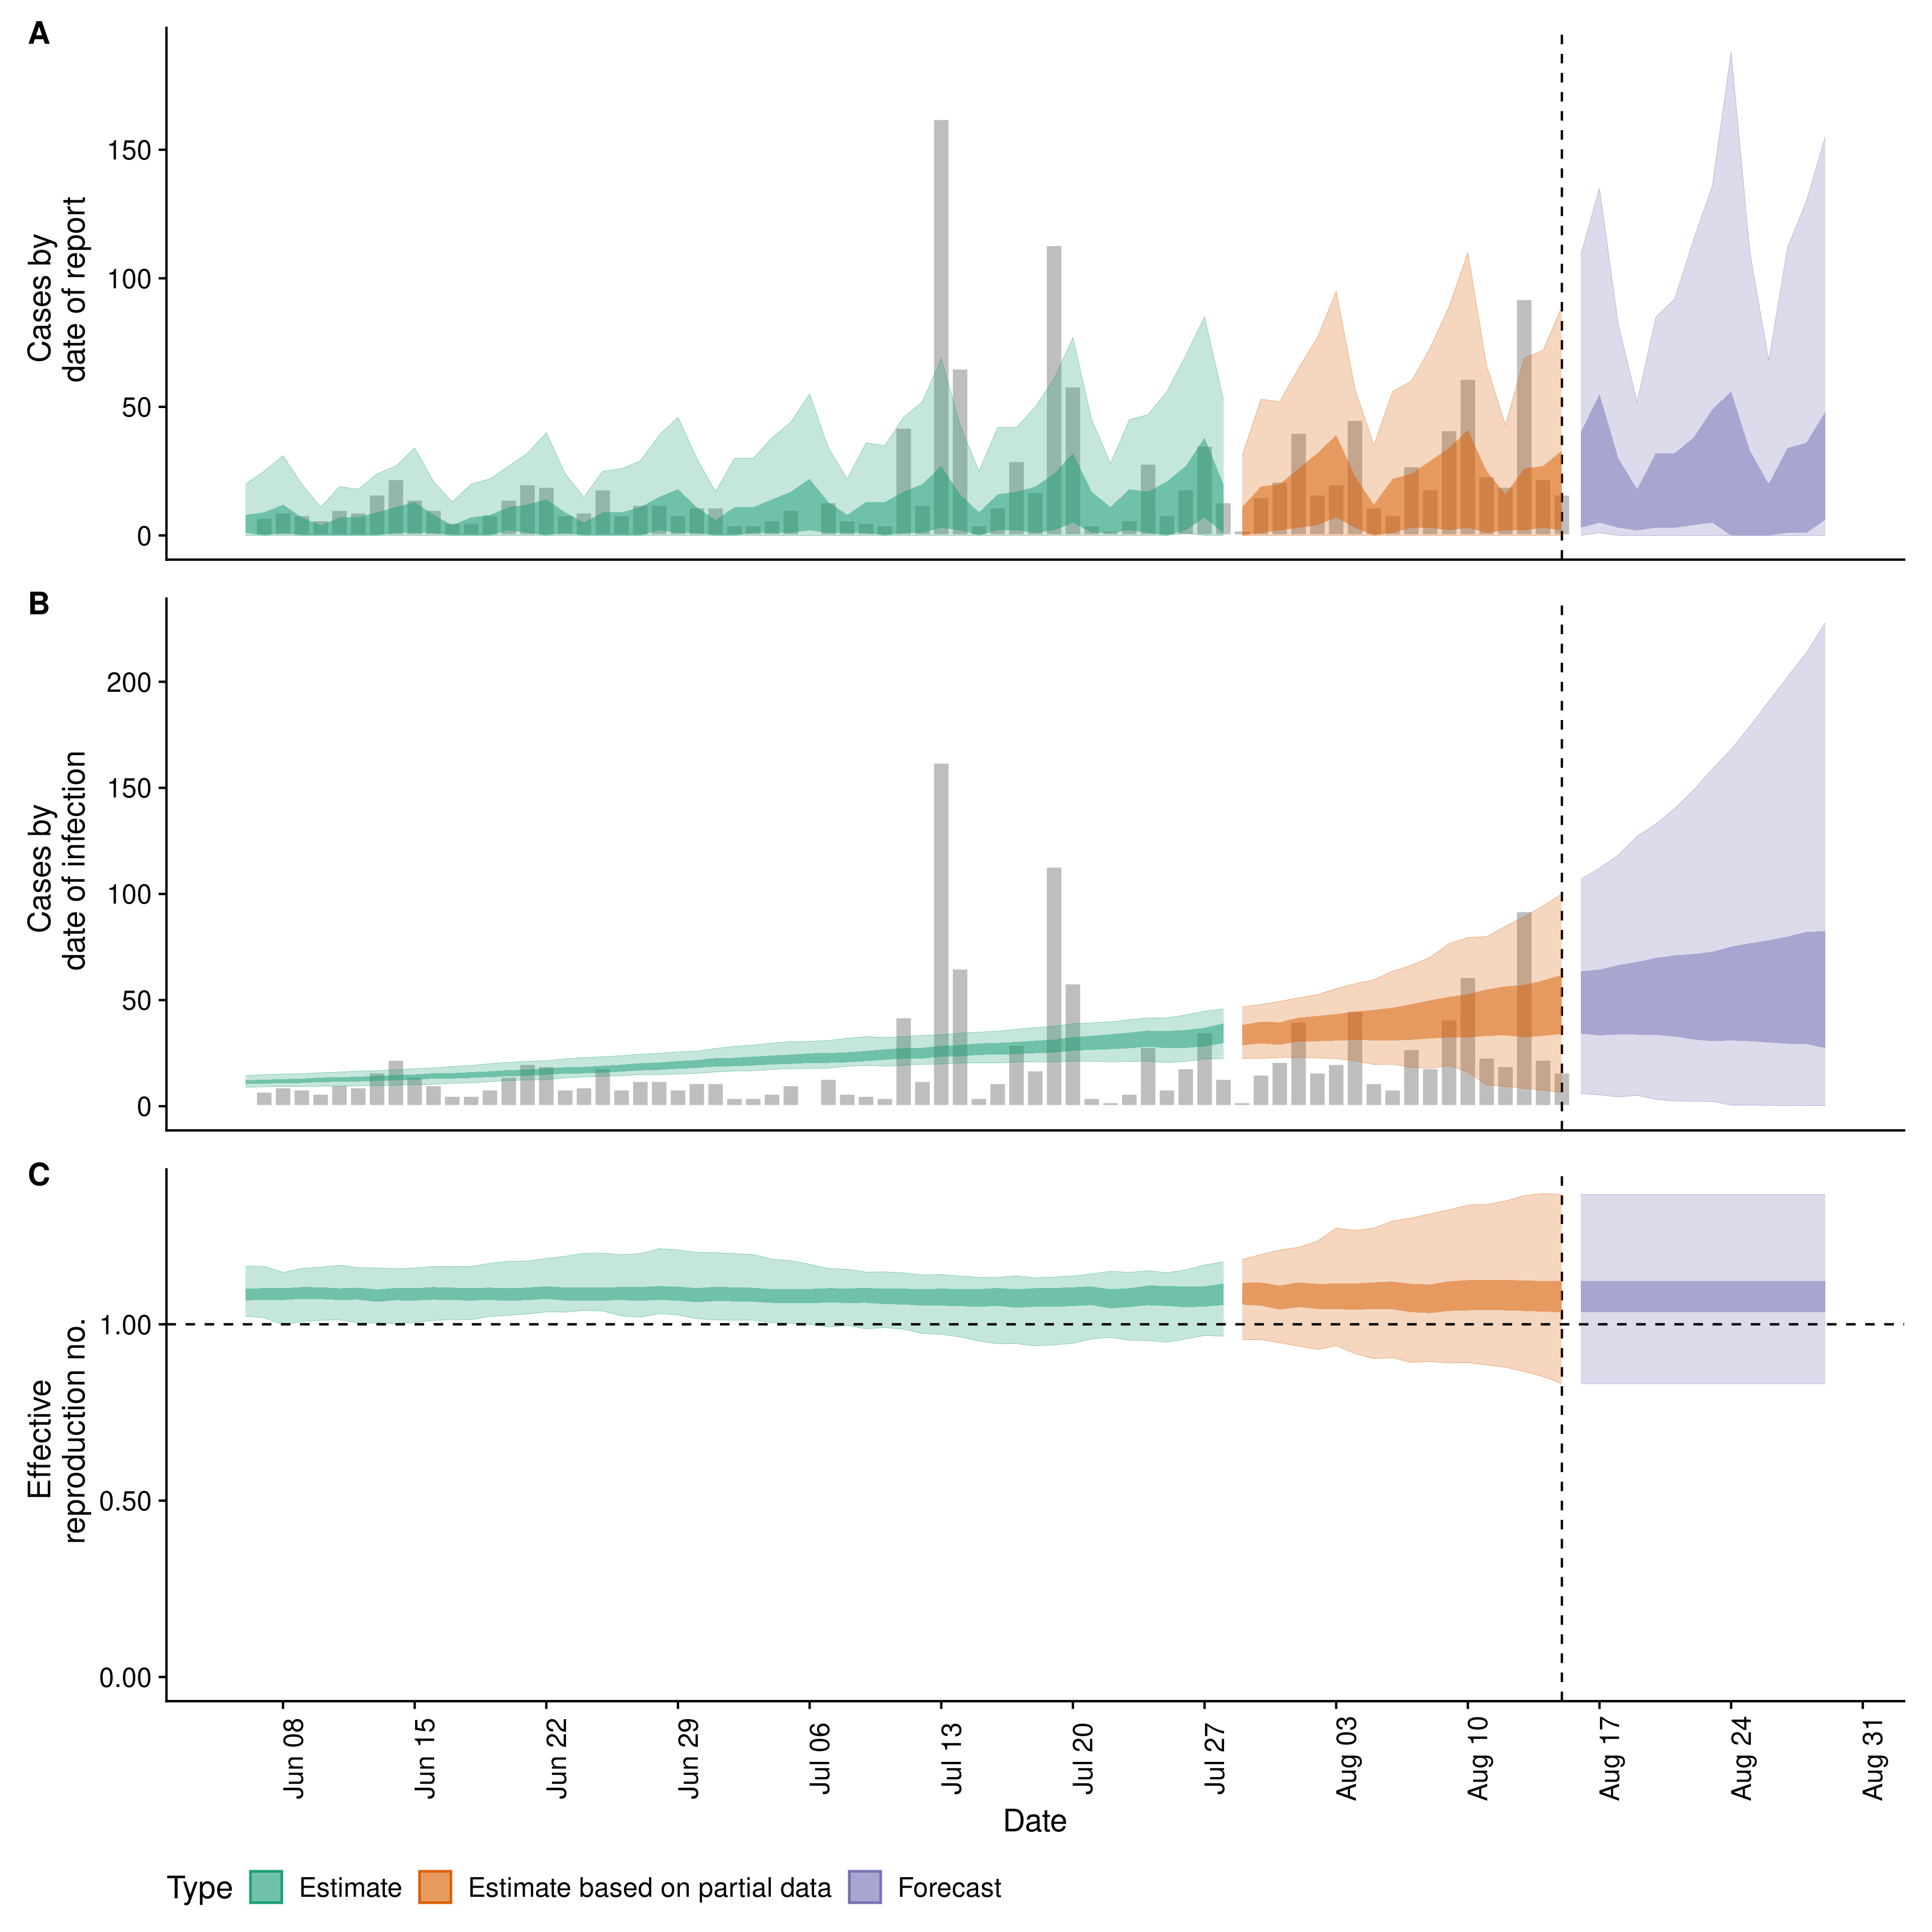 A
Cases by
date of report
150
100
50
0
B
Cases by
date of infection
200
150
100
50
0
C
Effective
reproduction no.
1.00
0.50
0.00
Jun 08
Jun 15
Jun 22
Jun 29
Jul 06
Jul 13
Jul 20
Jul 27
Aug 03
Aug 10
Aug 17
Aug 24
Aug 31
Date
Type Estimate Estimate based on partial data Forecast